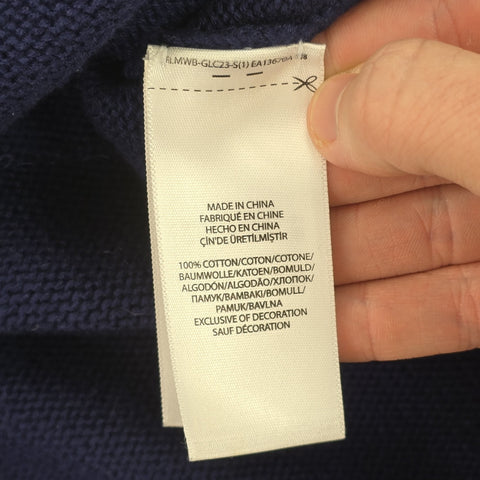 MADE IN CHINA
FABRIQUÉ EN CHINE
HECHO EN CHINA
ÇİN'DE ÜRETİLMİŞTİR
100% COTTON/COTON/COTONE/
BAUMWOLLE/KATOEN/BOMULD/
ALGODÓN/ALGODÃO/ХЛОПОК/
ПАМУК/ΒΑΜΒΑΚΙ/BOMULL/
PAMUK/BAVLNA
EXCLUSIVE OF DECORATION
SAUF DÉCORATION